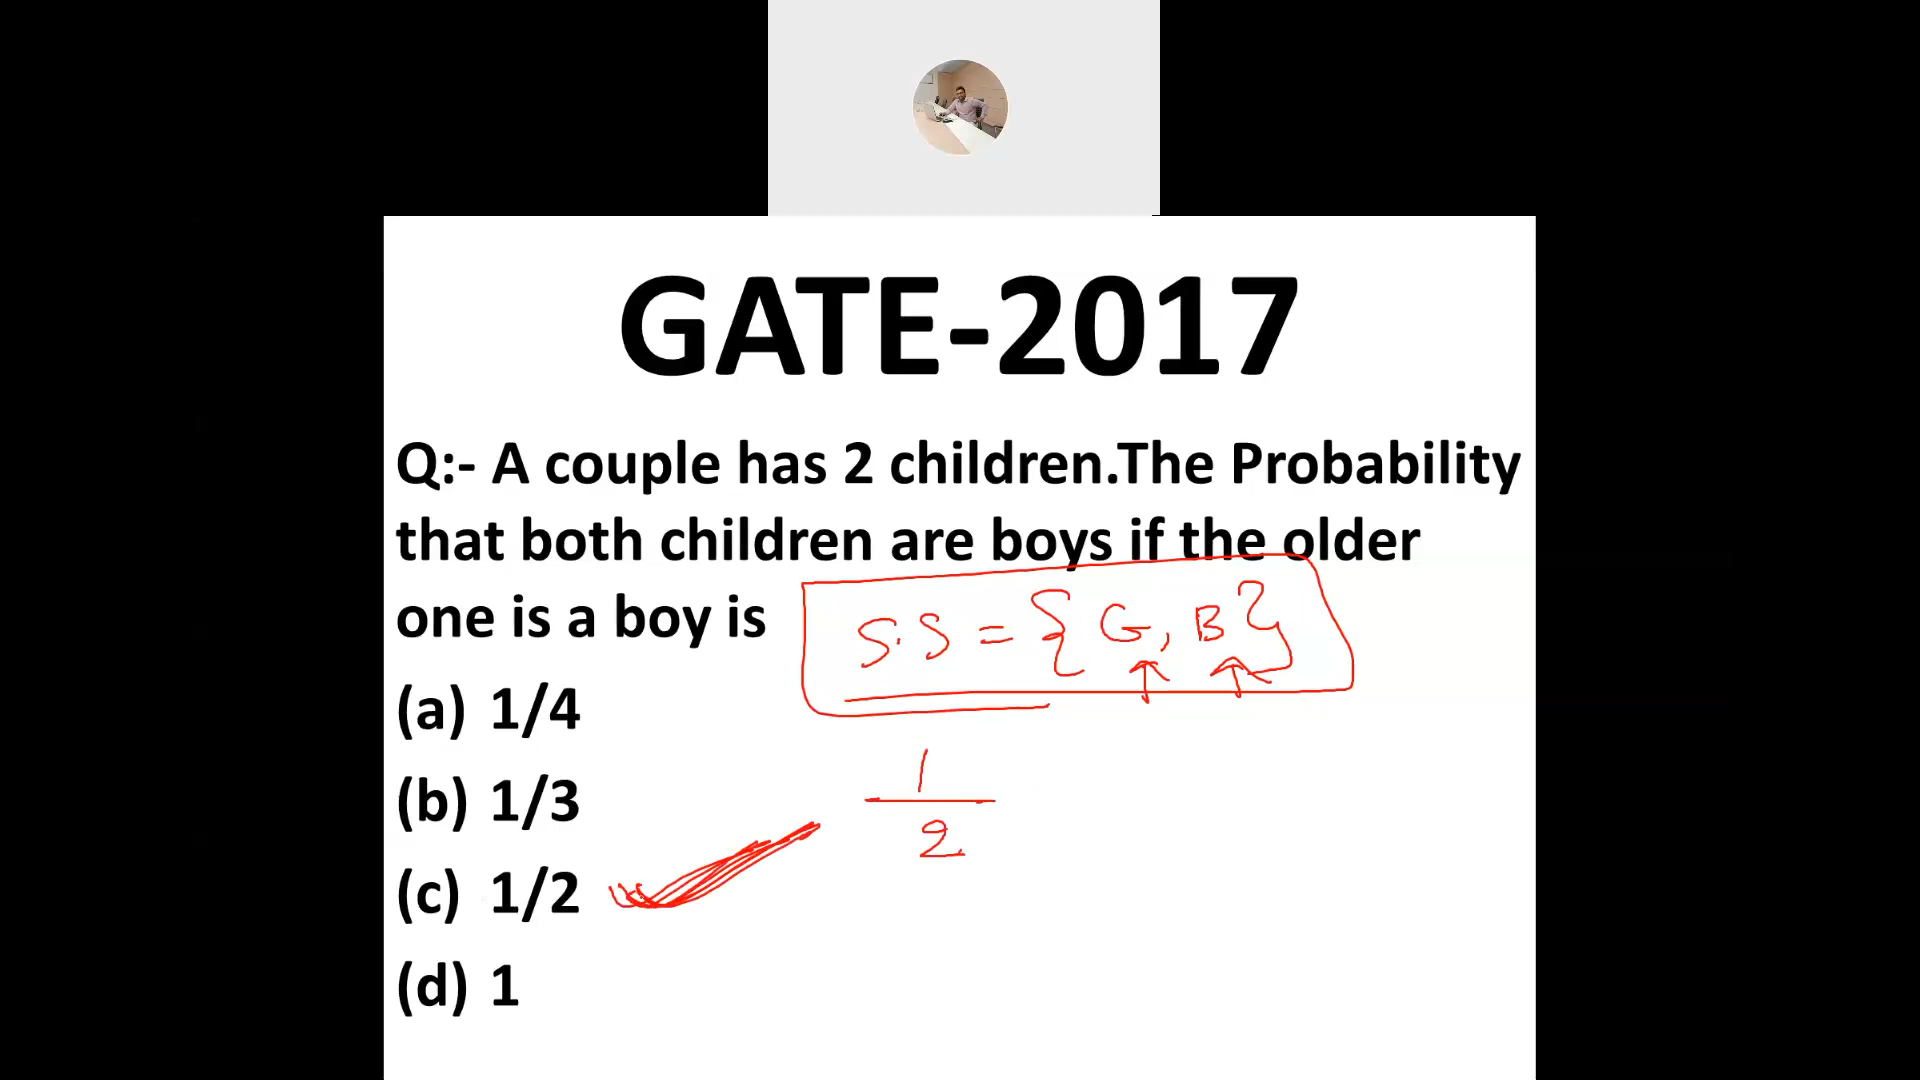 GATE-2017
Q:- A couple has 2 children.The Probability
that both children are boys if the older
one is a boy is
S.S = { G, B }
(a) 1/4
1
2
(b) 1/3
(c) 1/2
(d) 1